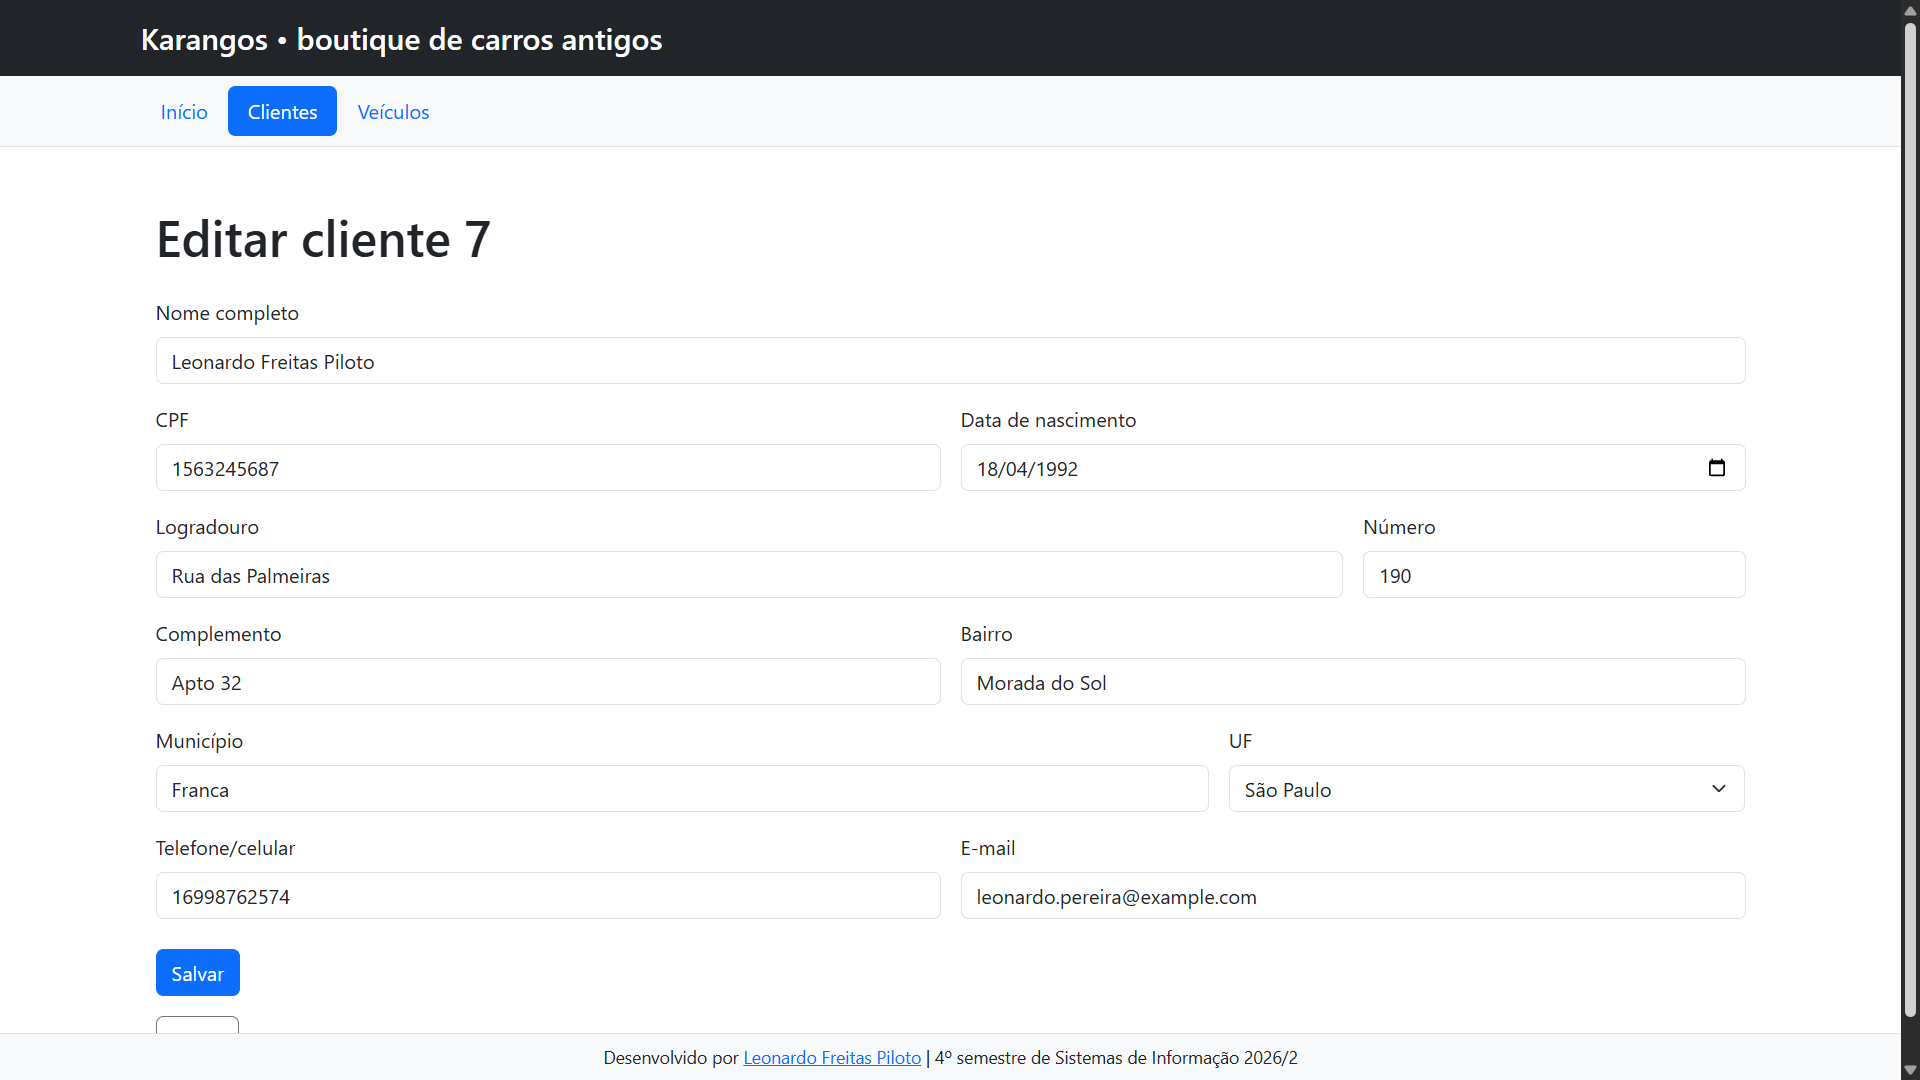 Karangos • boutique de carros antigos
Início Clientes Veículos
Editar cliente 7
Nome completo
Leonardo Freitas Piloto
CPF Data de nascimento
1563245687 18/04/1992
Logradouro Número
Rua das Palmeiras 190
Complemento Bairro
Apto 32 Morada do Sol
Município UF
Franca São Paulo
Telefone/celular E-mail
16998762574 leonardo.pereira@example.com
Salvar
Desenvolvido por Leonardo Freitas Piloto | 4º semestre de Sistemas de Informação 2026/2